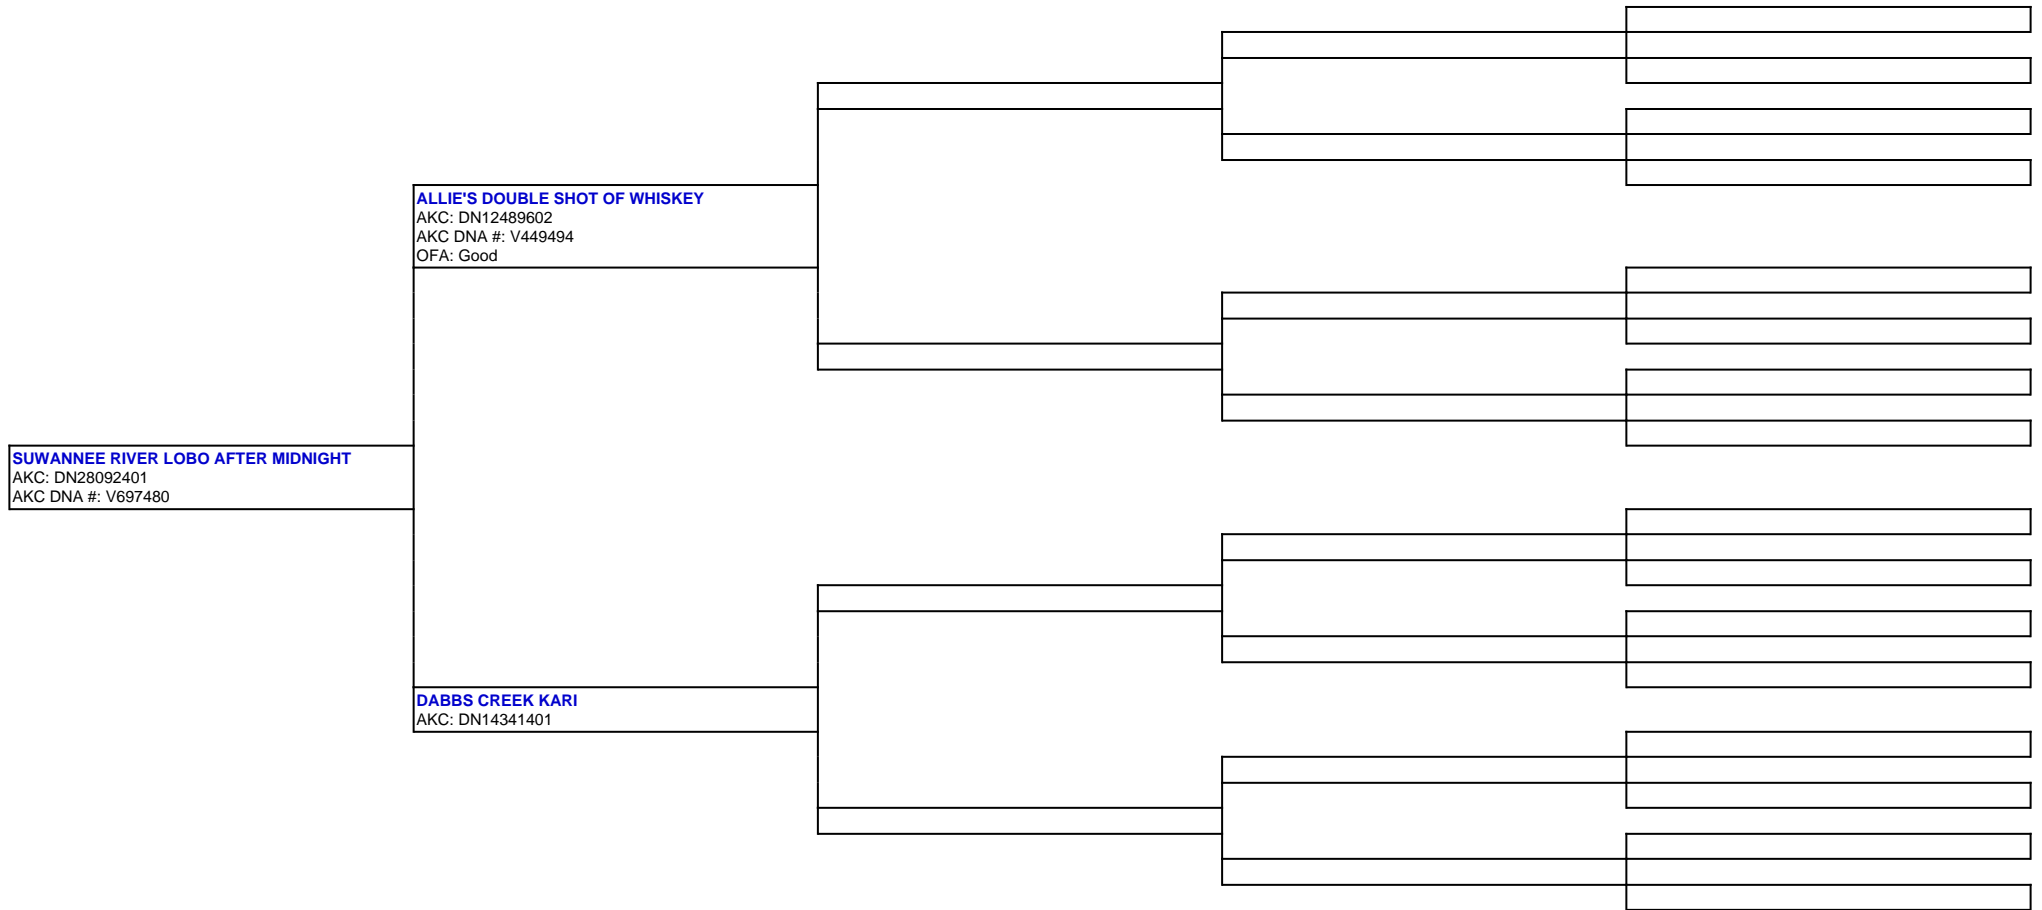 ALLIE'S DOUBLE SHOT OF WHISKEY
AKC: DN12489602
AKC DNA #: V449494
OFA: Good
SUWANNEE RIVER LOBO AFTER MIDNIGHT
AKC: DN28092401
AKC DNA #: V697480
DABBS CREEK KARI
AKC: DN14341401